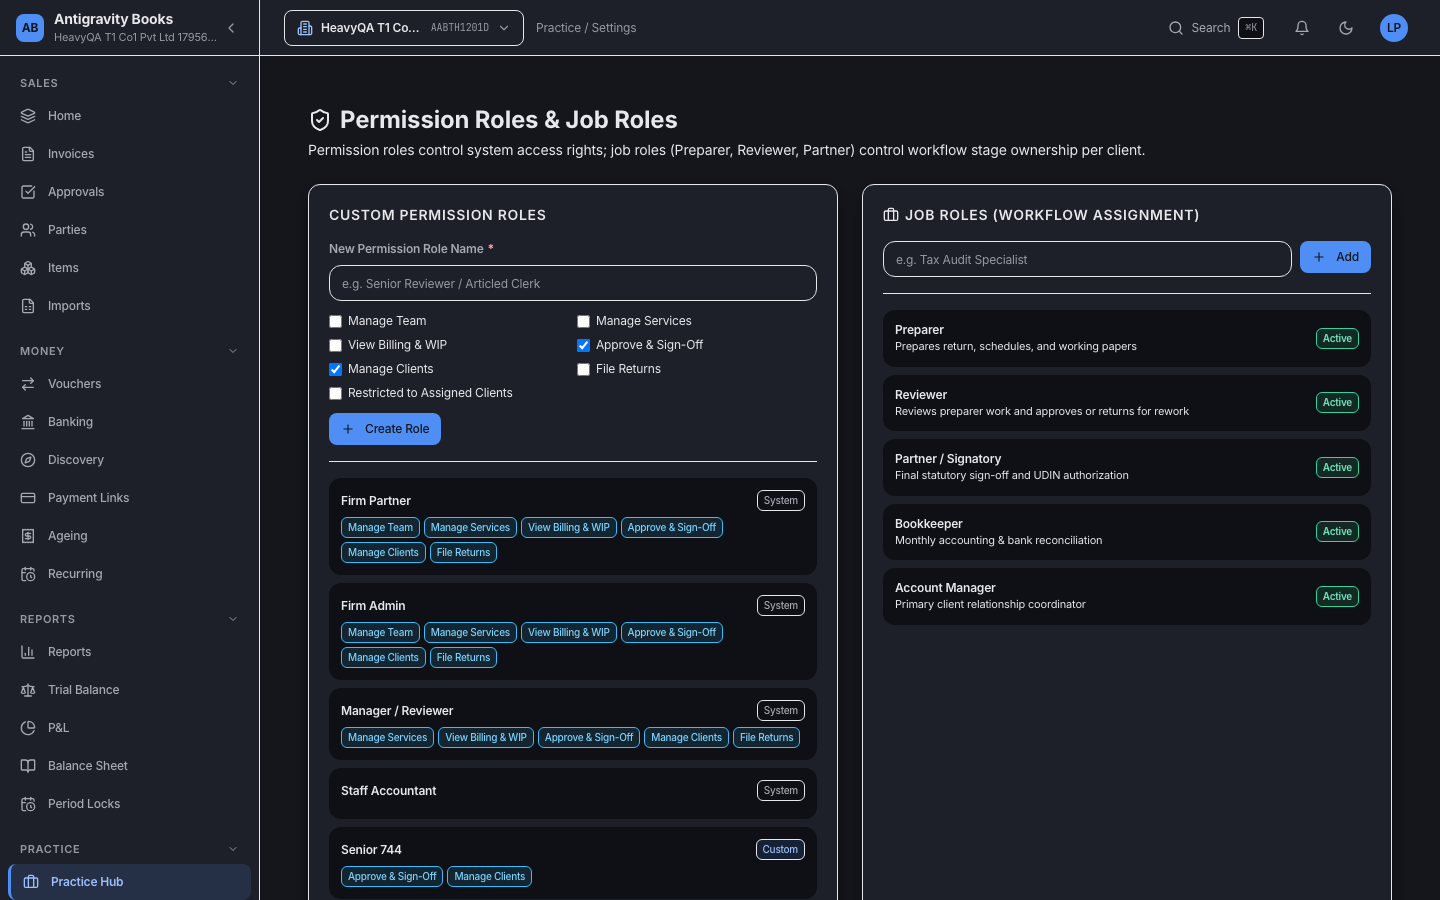 AB
Antigravity Books
HeavyQA T1 Co1 Pvt Ltd 17956...
SALES
Home
Invoices
Approvals
Parties
Items
Imports
MONEY
Vouchers
Banking
Discovery
Payment Links
Ageing
Recurring
REPORTS
Reports
Trial Balance
P&L
Balance Sheet
Period Locks
PRACTICE
Practice Hub
HeavyQA T1 Co... AABTH1201D
Practice / Settings
Search ⌘K
LP
Permission Roles & Job Roles
Permission roles control system access rights; job roles (Preparer, Reviewer, Partner) control workflow stage ownership per client.
CUSTOM PERMISSION ROLES
New Permission Role Name *
e.g. Senior Reviewer / Articled Clerk
Manage Team
Manage Services
View Billing & WIP
Approve & Sign-Off
Manage Clients
File Returns
Restricted to Assigned Clients
+ Create Role
Firm Partner System
Manage Team Manage Services View Billing & WIP Approve & Sign-Off
Manage Clients File Returns
Firm Admin System
Manage Team Manage Services View Billing & WIP Approve & Sign-Off
Manage Clients File Returns
Manager / Reviewer System
Manage Services View Billing & WIP Approve & Sign-Off Manage Clients File Returns
Staff Accountant System
Senior 744 Custom
Approve & Sign-Off Manage Clients
JOB ROLES (WORKFLOW ASSIGNMENT)
e.g. Tax Audit Specialist
+ Add
Preparer
Prepares return, schedules, and working papers
Active
Reviewer
Reviews preparer work and approves or returns for rework
Active
Partner / Signatory
Final statutory sign-off and UDIN authorization
Active
Bookkeeper
Monthly accounting & bank reconciliation
Active
Account Manager
Primary client relationship coordinator
Active